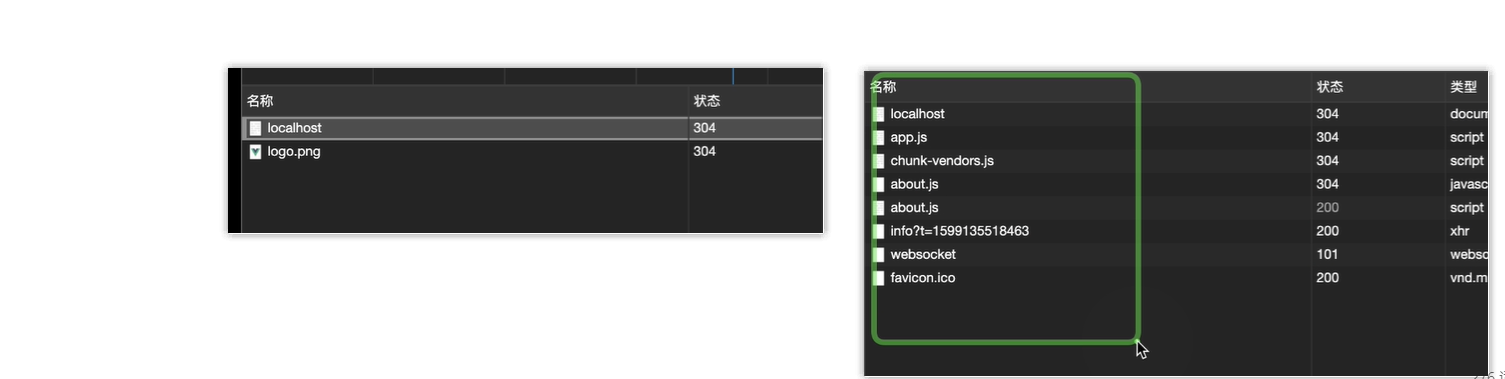 名称 状态
localhost 304
logo.png 304
名称 状态 类型
localhost 304 docum
app.js 304 script
chunk-vendors.js 304 script
about.js 304 javasc
about.js 200 script
info?t=1599135518463 200 xhr
websocket 101 websc
favicon.ico 200 vnd.m